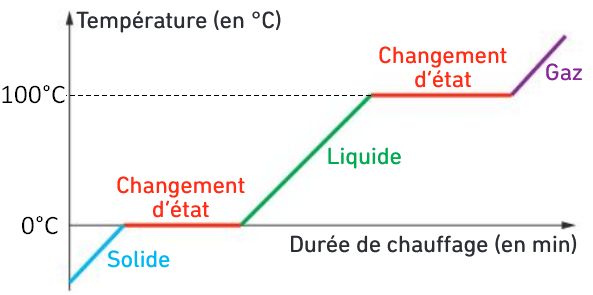 Température (en °C)
Changement
d'état
Gaz
100°C
Liquide
Changement
d'état
0°C
Durée de chauffage (en min)
Solide